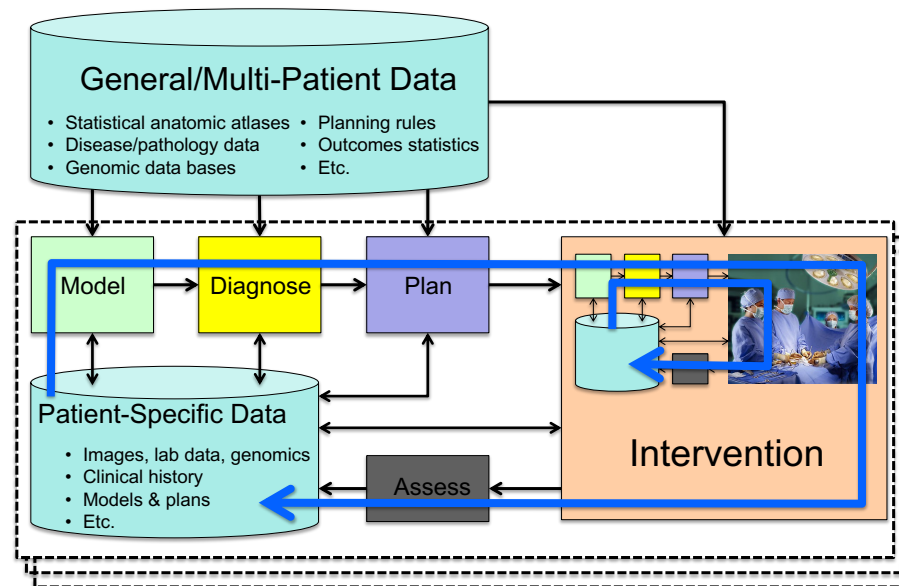 General/Multi-Patient Data
• Statistical anatomic atlases
• Disease/pathology data
• Genomic data bases
• Planning rules
• Outcomes statistics
• Etc.
Model
Diagnose
Plan
Patient-Specific Data
• Images, lab data, genomics
• Clinical history
• Models & plans
• Etc.
Assess
Intervention